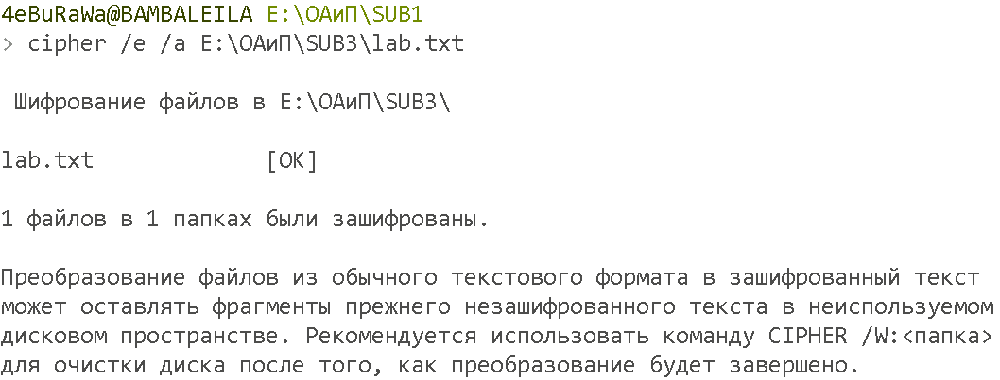 4eBuRaWa@BAMBALEILA E:\ОАиП\SUB1
> cipher /e /a E:\ОАиП\SUB3\lab.txt
Шифрование файлов в E:\ОАиП\SUB3\
lab.txt [OK]
1 файлов в 1 папках были зашифрованы.
Преобразование файлов из обычного текстового формата в зашифрованный текст
может оставлять фрагменты прежнего незашифрованного текста в неиспользуемом
дисковом пространстве. Рекомендуется использовать команду CIPHER /W:<папка>
для очистки диска после того, как преобразование будет завершено.